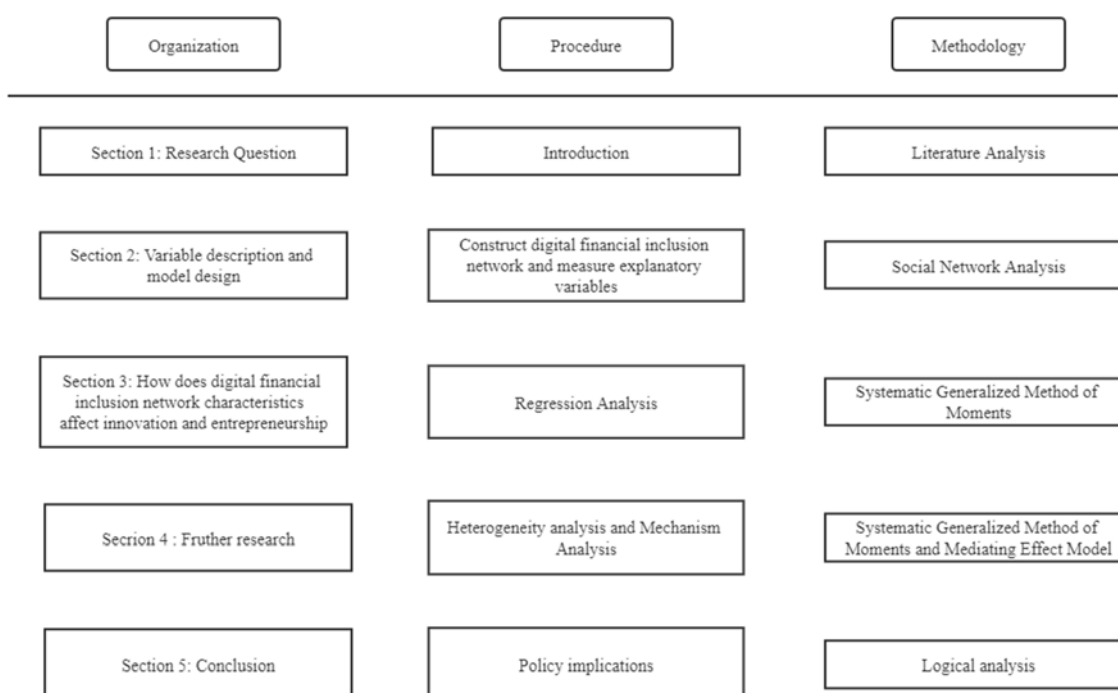 Organization
Procedure
Methodology
Section 1: Research Question
Introduction
Literature Analysis
Section 2: Variable description and
model design
Construct digital financial inclusion
network and measure explanatory
variables
Social Network Analysis
Section 3: How does digital financial
inclusion network characteristics
affect innovation and entrepreneurship
Regression Analysis
Systematic Generalized Method of
Moments
Secrion 4 : Fruther research
Heterogeneity analysis and Mechanism
Analysis
Systematic Generalized Method of
Moments and Mediating Effect Model
Section 5: Conclusion
Policy implications
Logical analysis